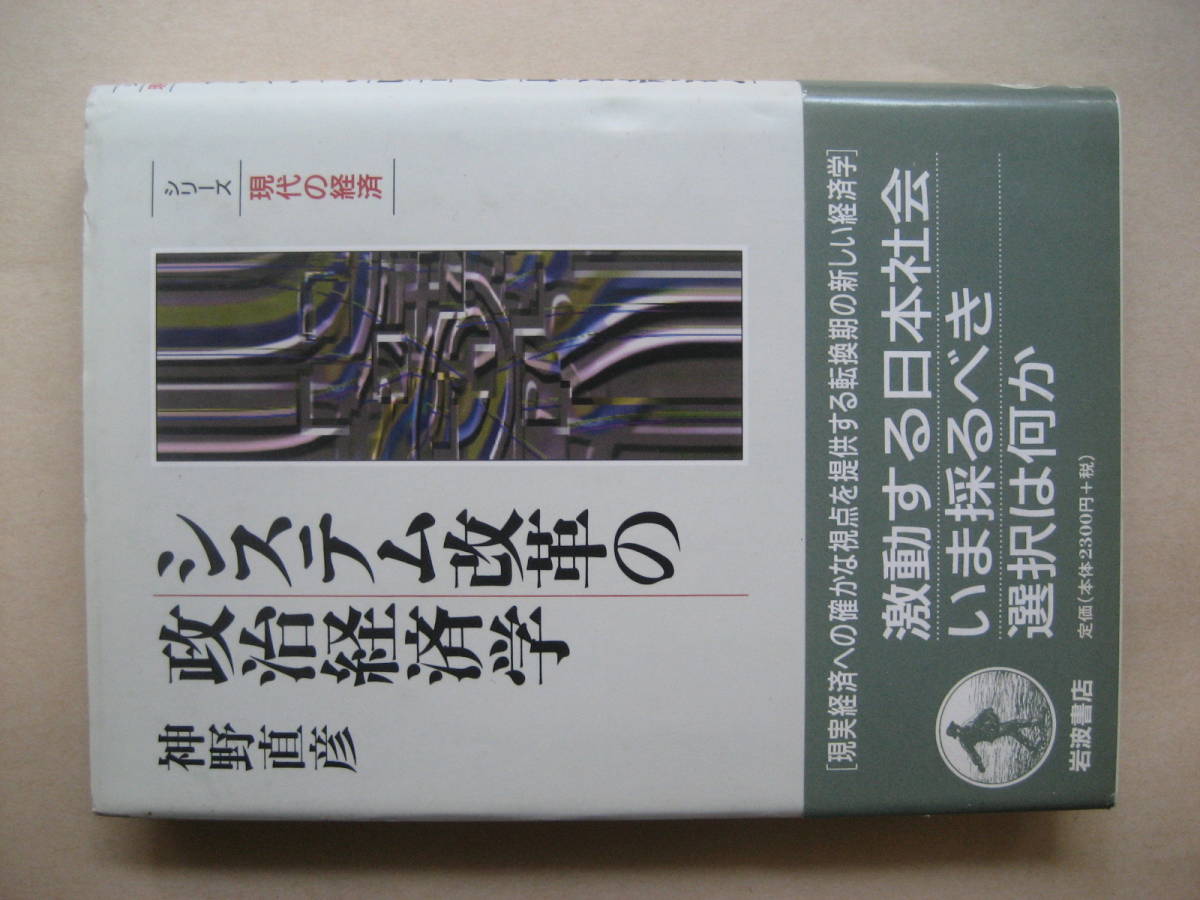 シリーズ
現代の経済
システム改革の
政治経済学
神野直彦
[現実経済への確かな視点を提供する転換期の新しい経済学]
激動する日本社会
いま採るべき
選択は何か
定価(本体2300円+税)
岩波書店